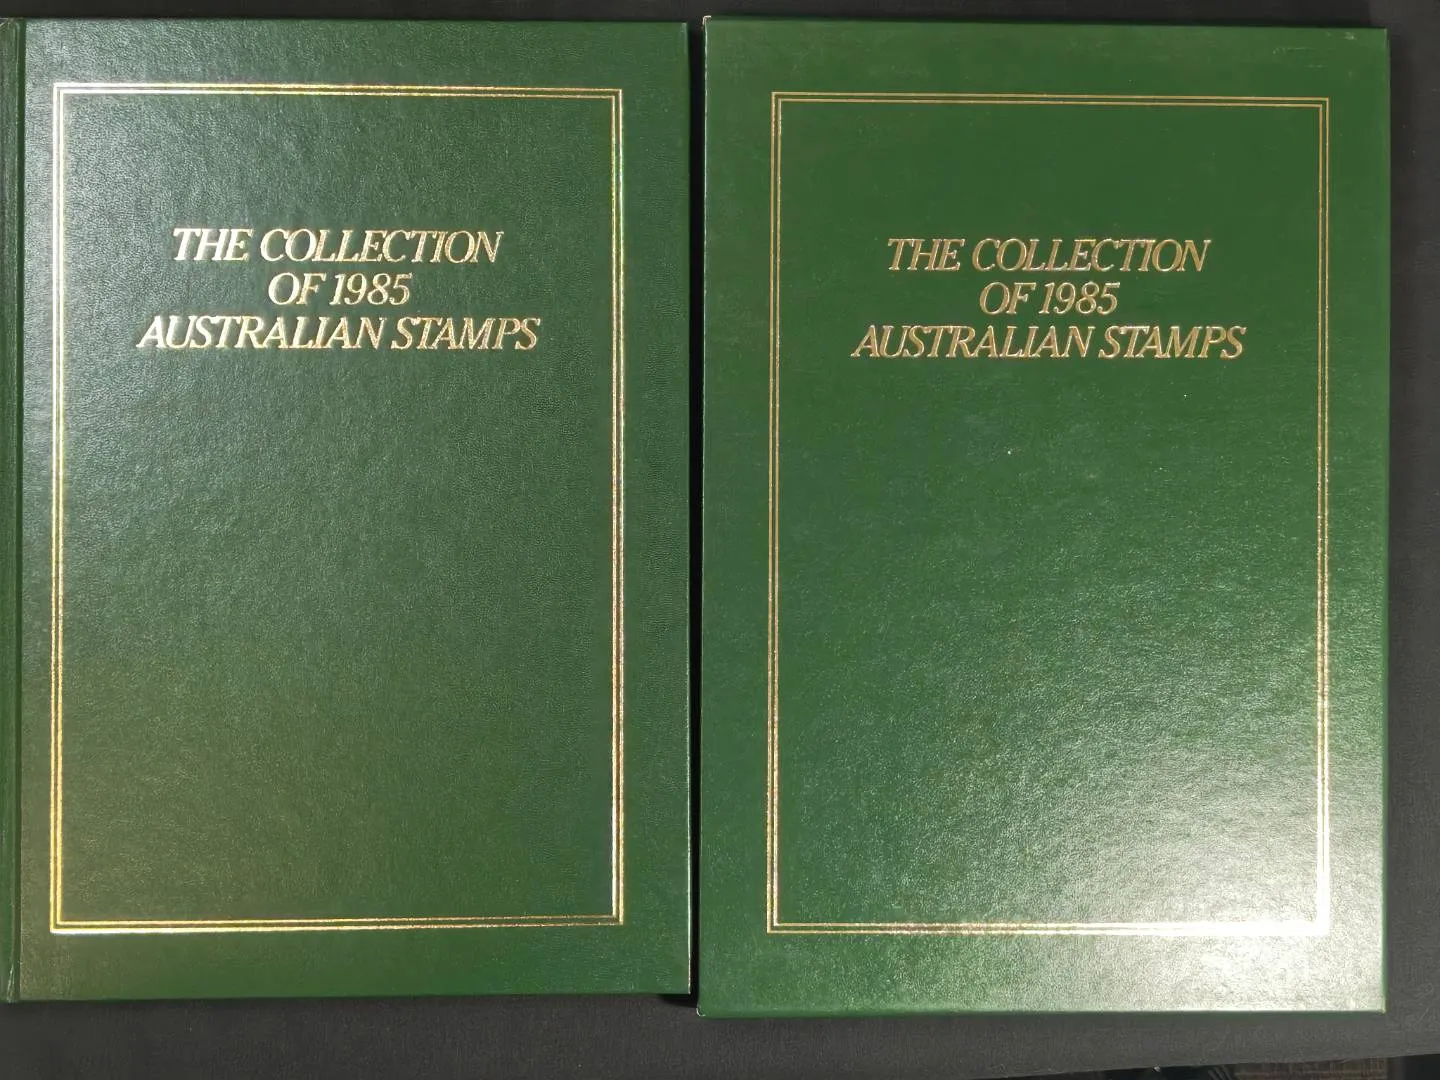 THE COLLECTION
OF 1985
AUSTRALIAN STAMPS
THE COLLECTION
OF 1985
AUSTRALIAN STAMPS